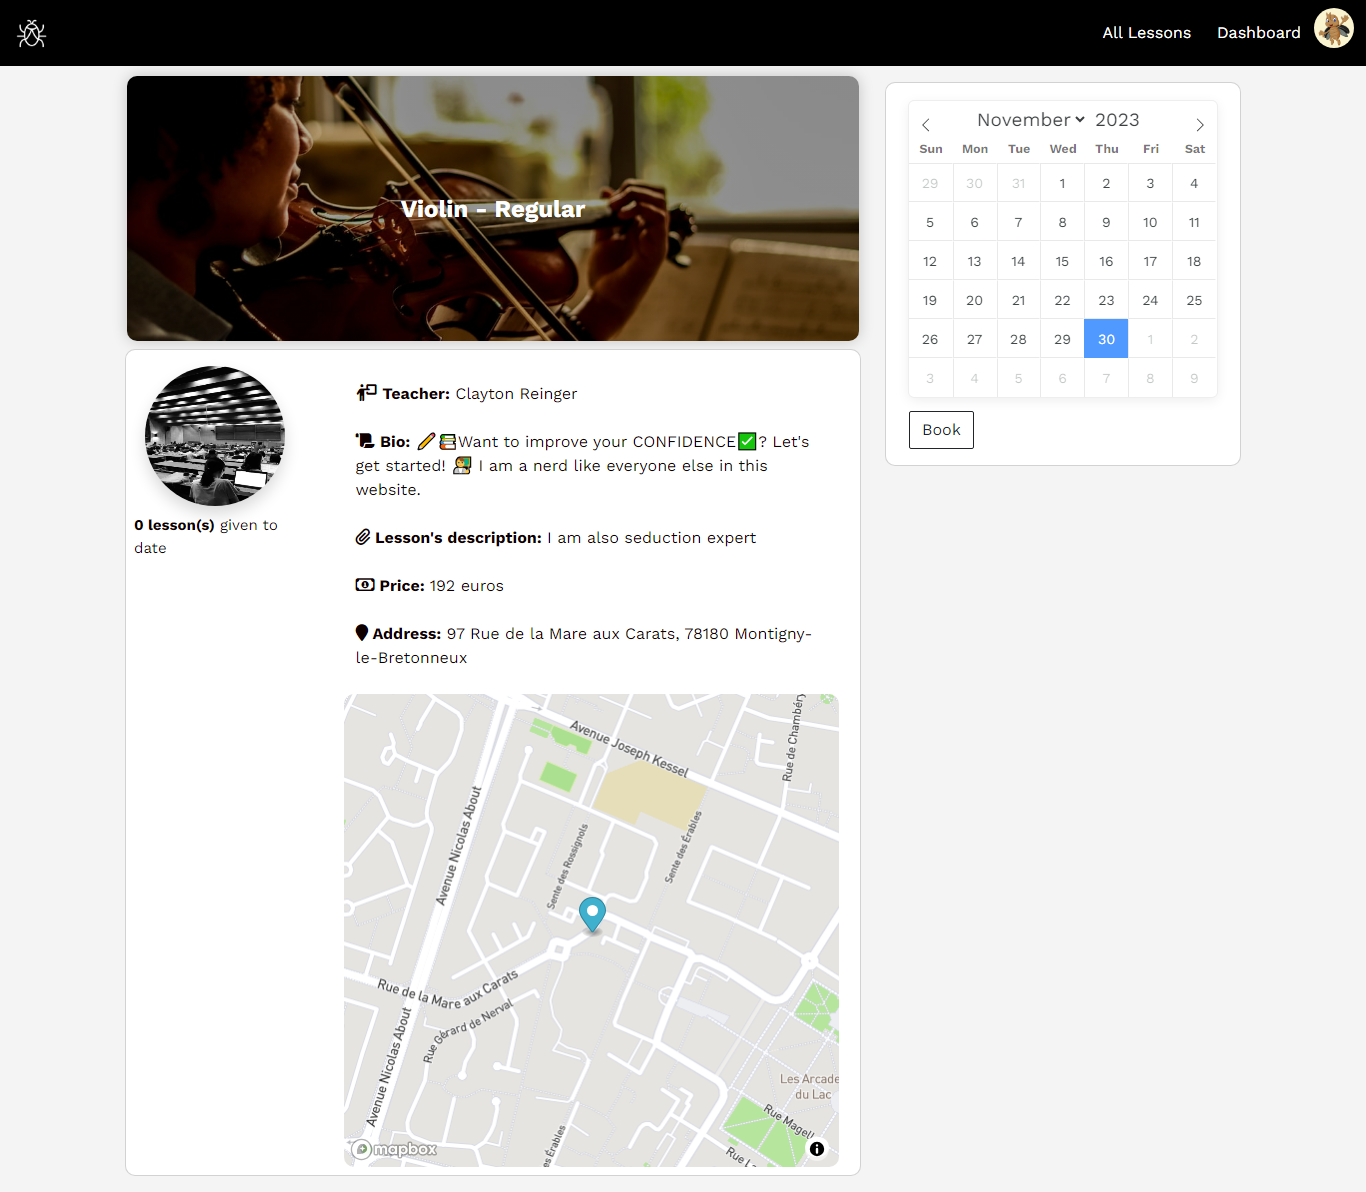 All Lessons
Dashboard
Violin - Regular
November 2023
Sun Mon Tue Wed Thu Fri Sat
29 30 31 1 2 3 4
5 6 7 8 9 10 11
12 13 14 15 16 17 18
19 20 21 22 23 24 25
26 27 28 29 30 1 2
3 4 5 6 7 8 9
Book
0 lesson(s) given to
date
Teacher: Clayton Reinger
Bio: ✏️📚Want to improve your CONFIDENCE✅? Let's
get started! 👨‍🏫 I am a nerd like everyone else in this
website.
Lesson's description: I am also seduction expert
Price: 192 euros
Address: 97 Rue de la Mare aux Carats, 78180 Montigny-
le-Bretonneux
Avenue Joseph Kessel
Rue de Chambéry
Avenue Nicolas About
Sente des Rossignols
Sente des Érables
Rue de la Mare aux Carats
Rue Gérard de Nerval
Avenue Nicolas About
Les Arcade
du Lac
Rue Magell
Rue L
es Érables
mapbox